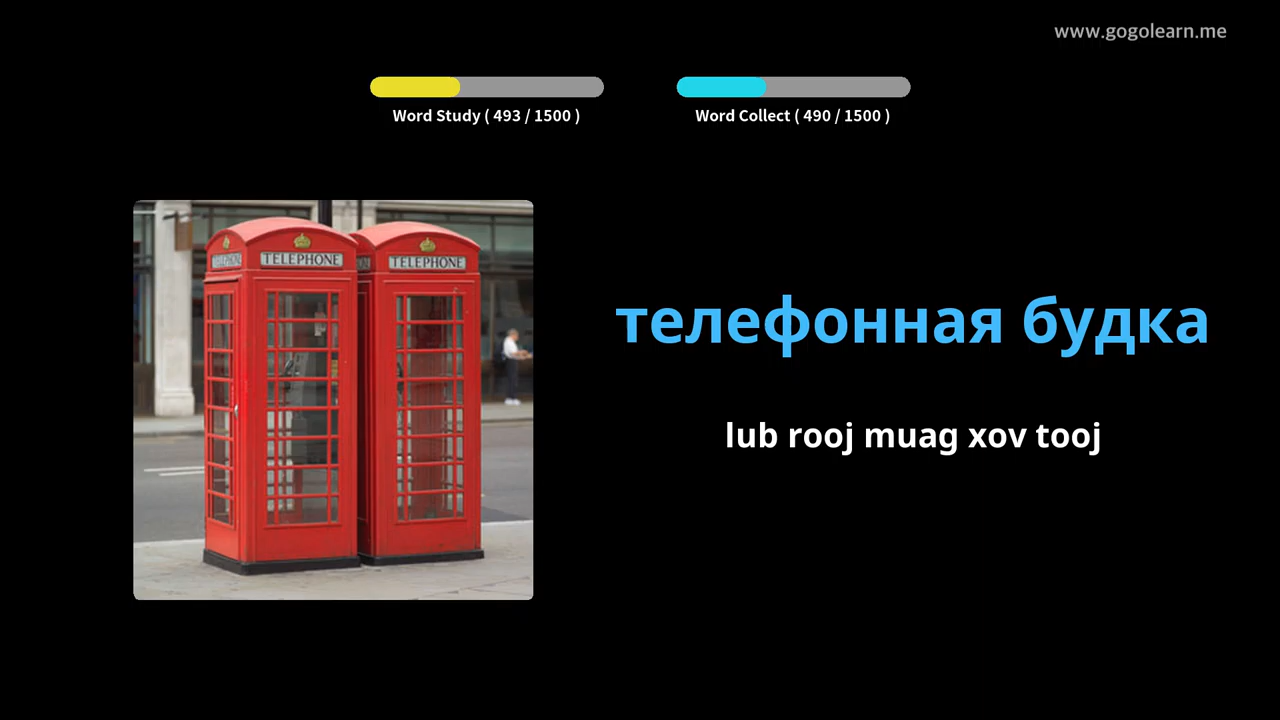 www.gogolearn.me
Word Study ( 493 / 1500 )
Word Collect ( 490 / 1500 )
TELEPHONE
TELEPHONE
телефонная будка
lub rooj muag xov tooj